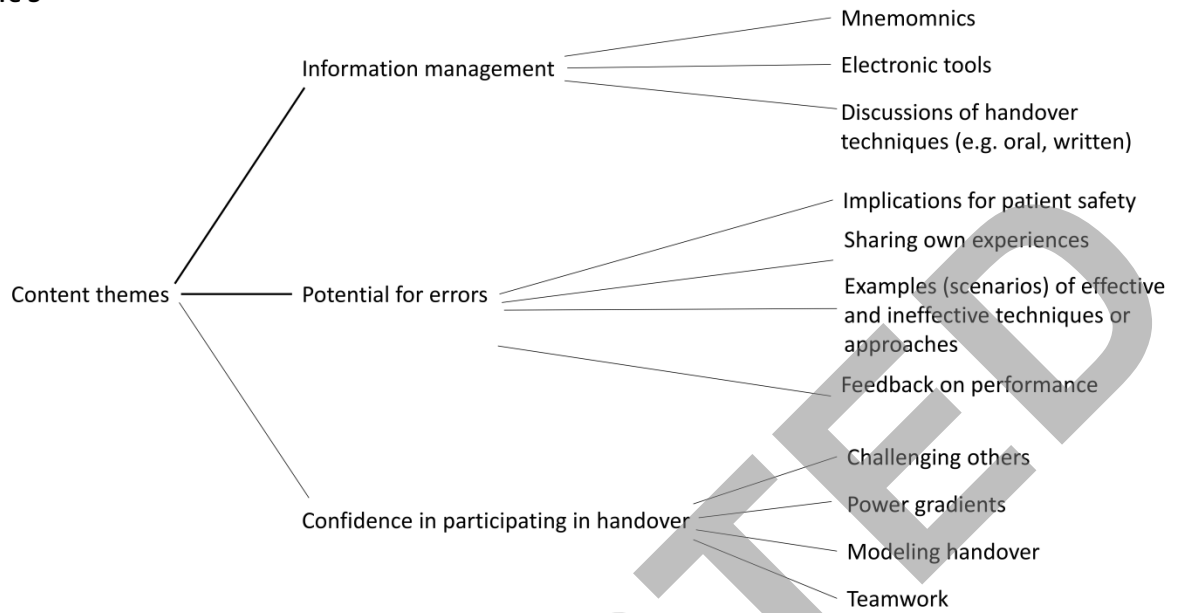 Mnemomnics
Information management
Electronic tools
Discussions of handover
techniques (e.g. oral, written)
Implications for patient safety
Sharing own experiences
Content themes
Potential for errors
Examples (scenarios) of effective
and ineffective techniques or
approaches
Feedback on performance
Challenging others
Confidence in participating in handover
Power gradients
Modeling handover
Teamwork
TED